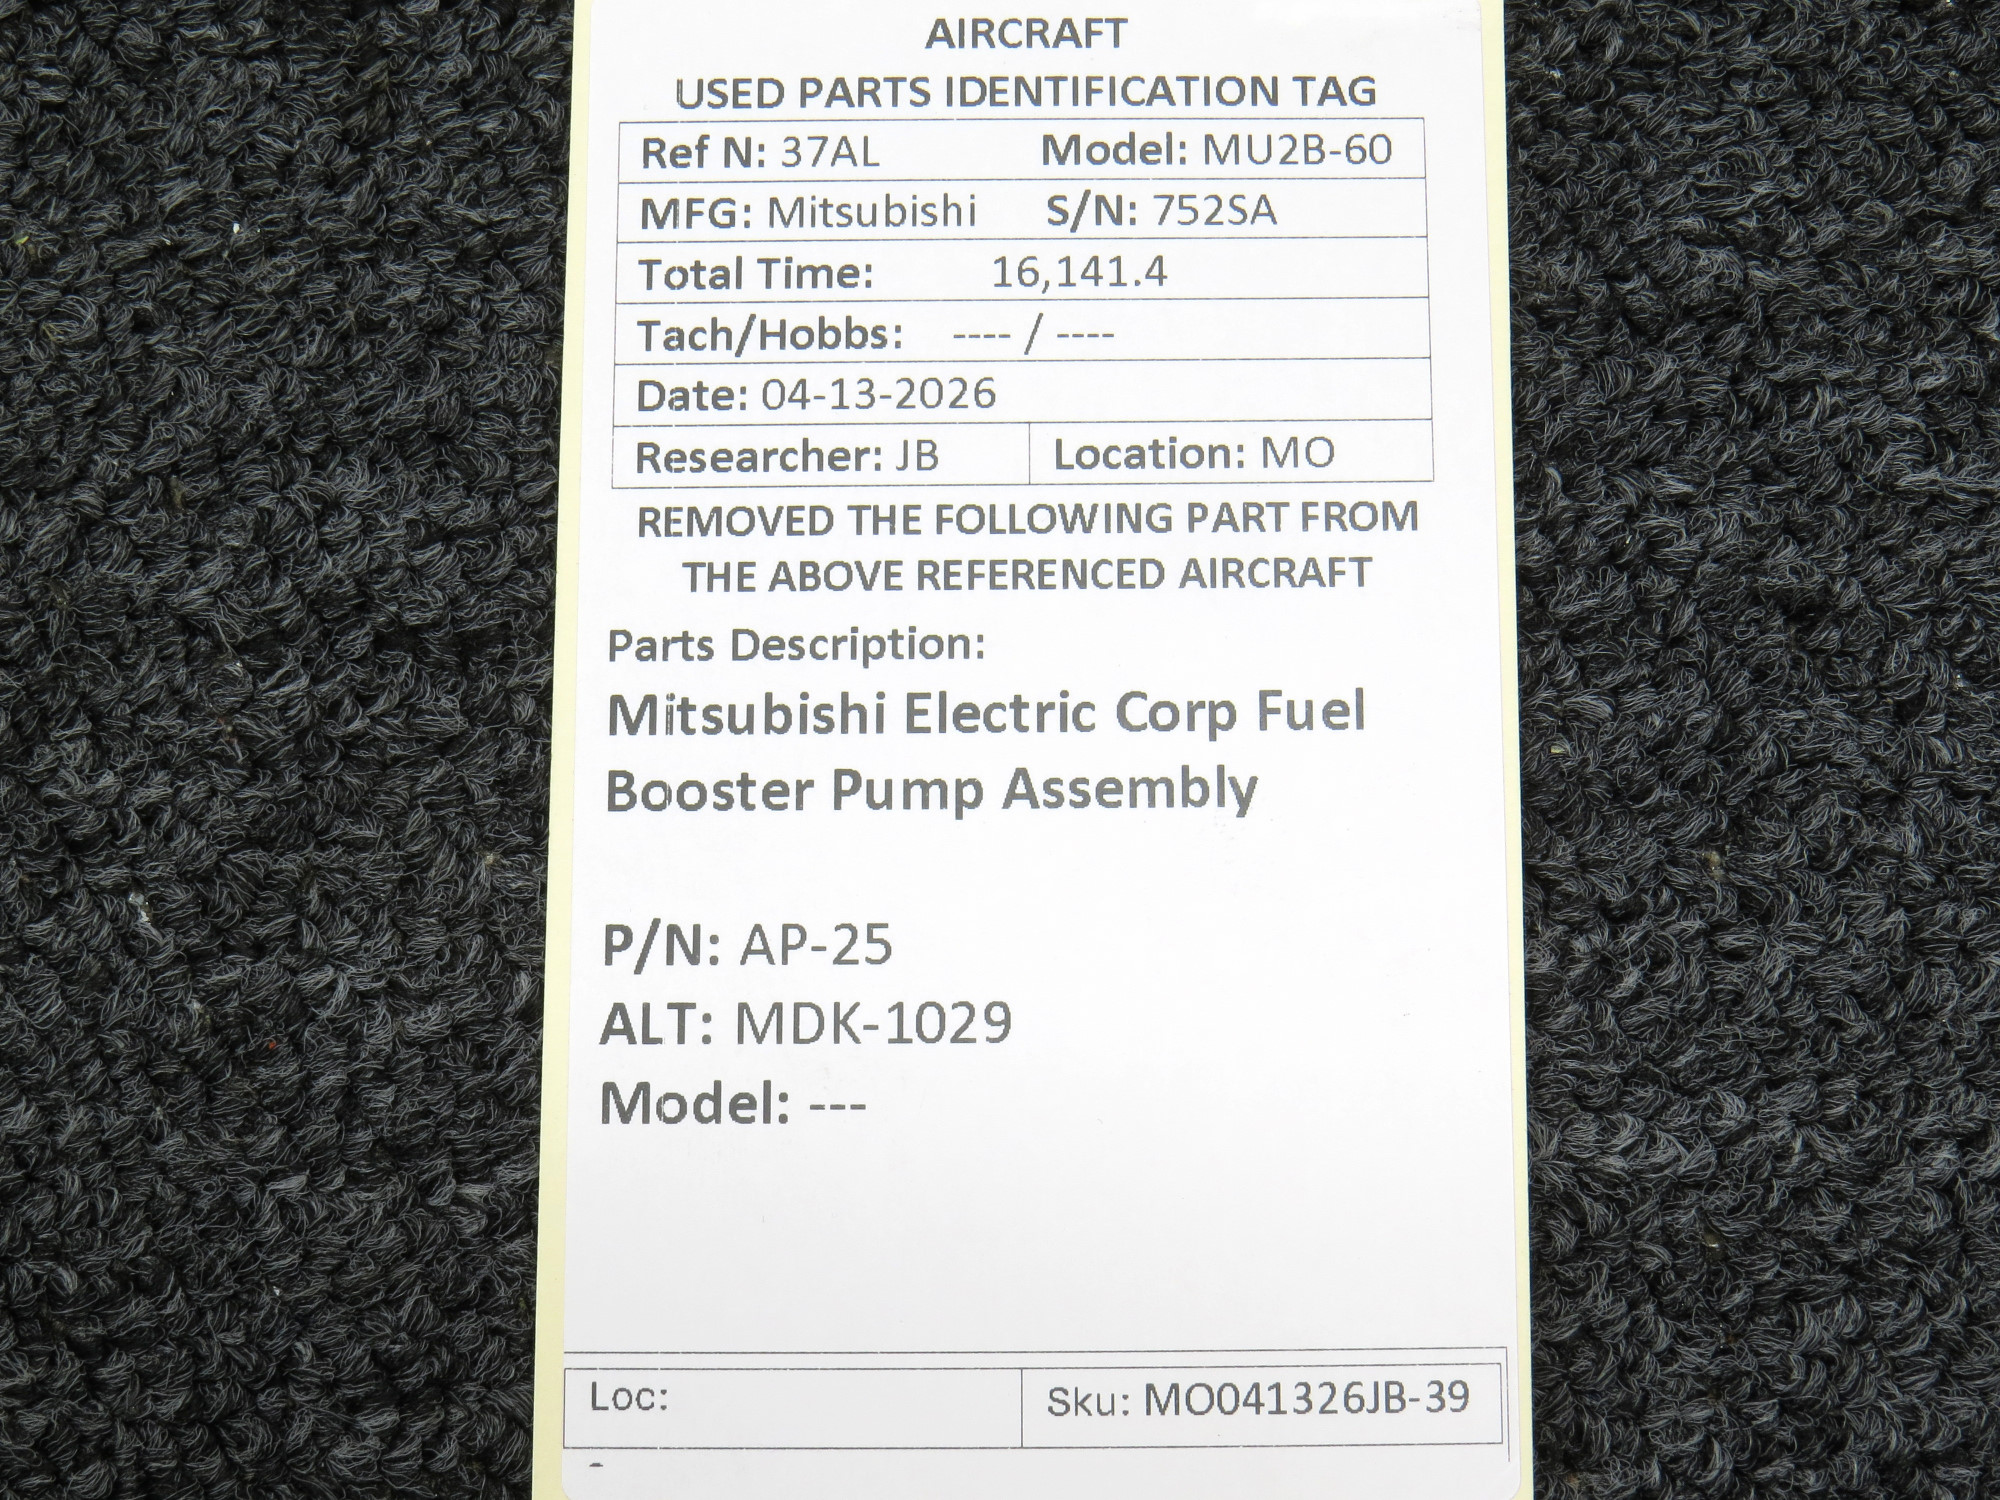 AIRCRAFT
USED PARTS IDENTIFICATION TAG
Ref N: 37AL Model: MU2B-60
MFG: Mitsubishi S/N: 752SA
Total Time: 16,141.4
Tach/Hobbs: ---- / ----
Date: 04-13-2026
Researcher: JB Location: MO
REMOVED THE FOLLOWING PART FROM
THE ABOVE REFERENCED AIRCRAFT
Parts Description:
Mitsubishi Electric Corp Fuel
Booster Pump Assembly
P/N: AP-25
ALT: MDK-1029
Model: ---
Loc: Sku: MO041326JB-39